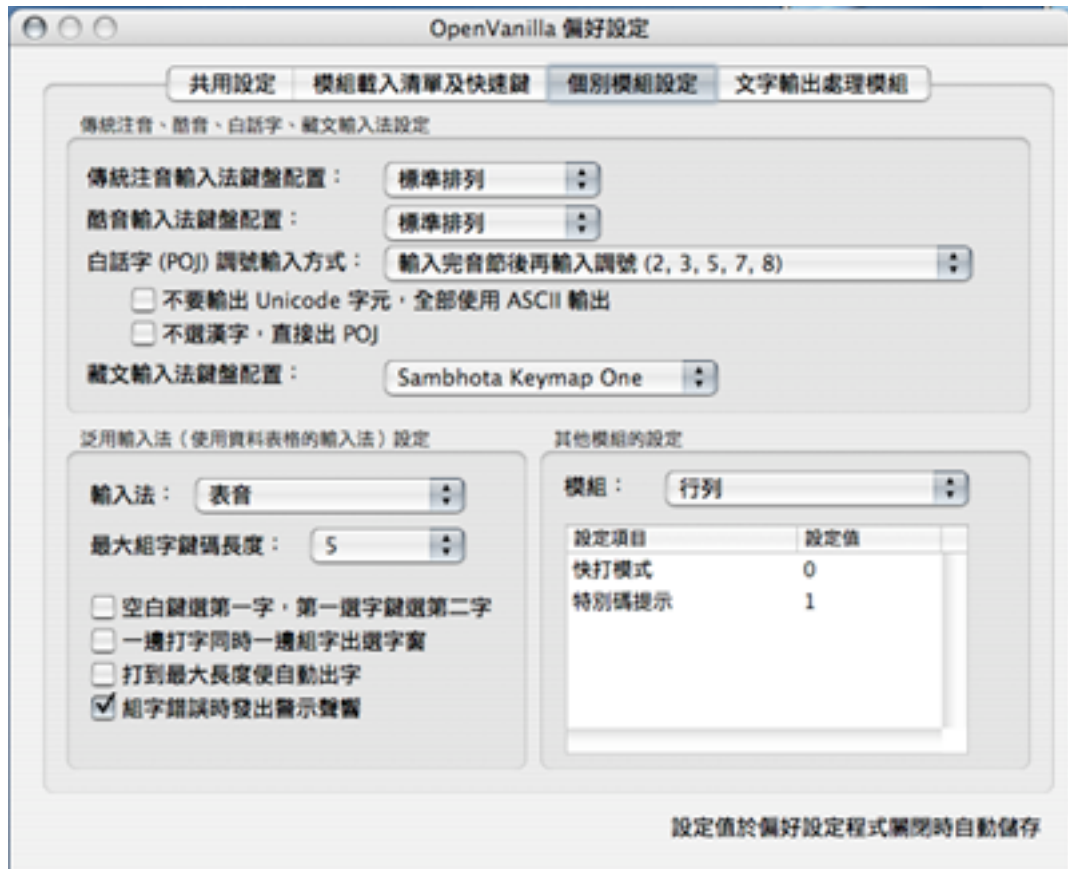 OpenVanilla 偏好設定
共用設定 模組載入清單及快速鍵 個別模組設定 文字輸出處理模組
傳統注音、酷音、白話字、藏文輸入法設定
傳統注音輸入法鍵盤配置： 標準排列
酷音輸入法鍵盤配置： 標準排列
白話字 (POJ) 調號輸入方式： 輸入完音節後再輸入調號 (2, 3, 5, 7, 8)
不要輸出 Unicode 字元，全部使用 ASCII 輸出
不選漢字，直接出 POJ
藏文輸入法鍵盤配置： Sambhota Keymap One
泛用輸入法（使用資料表格的輸入法）設定
輸入法： 表音
最大組字鍵碼長度： 5
空白鍵選第一字，第一選字鍵選第二字
一邊打字同時一邊組字出選字窗
打到最大長度便自動出字
組字錯誤時發出警示聲響
其他模組的設定
模組： 行列
設定項目 設定值
快打模式 0
特別碼提示 1
設定值於偏好設定程式關閉時自動儲存